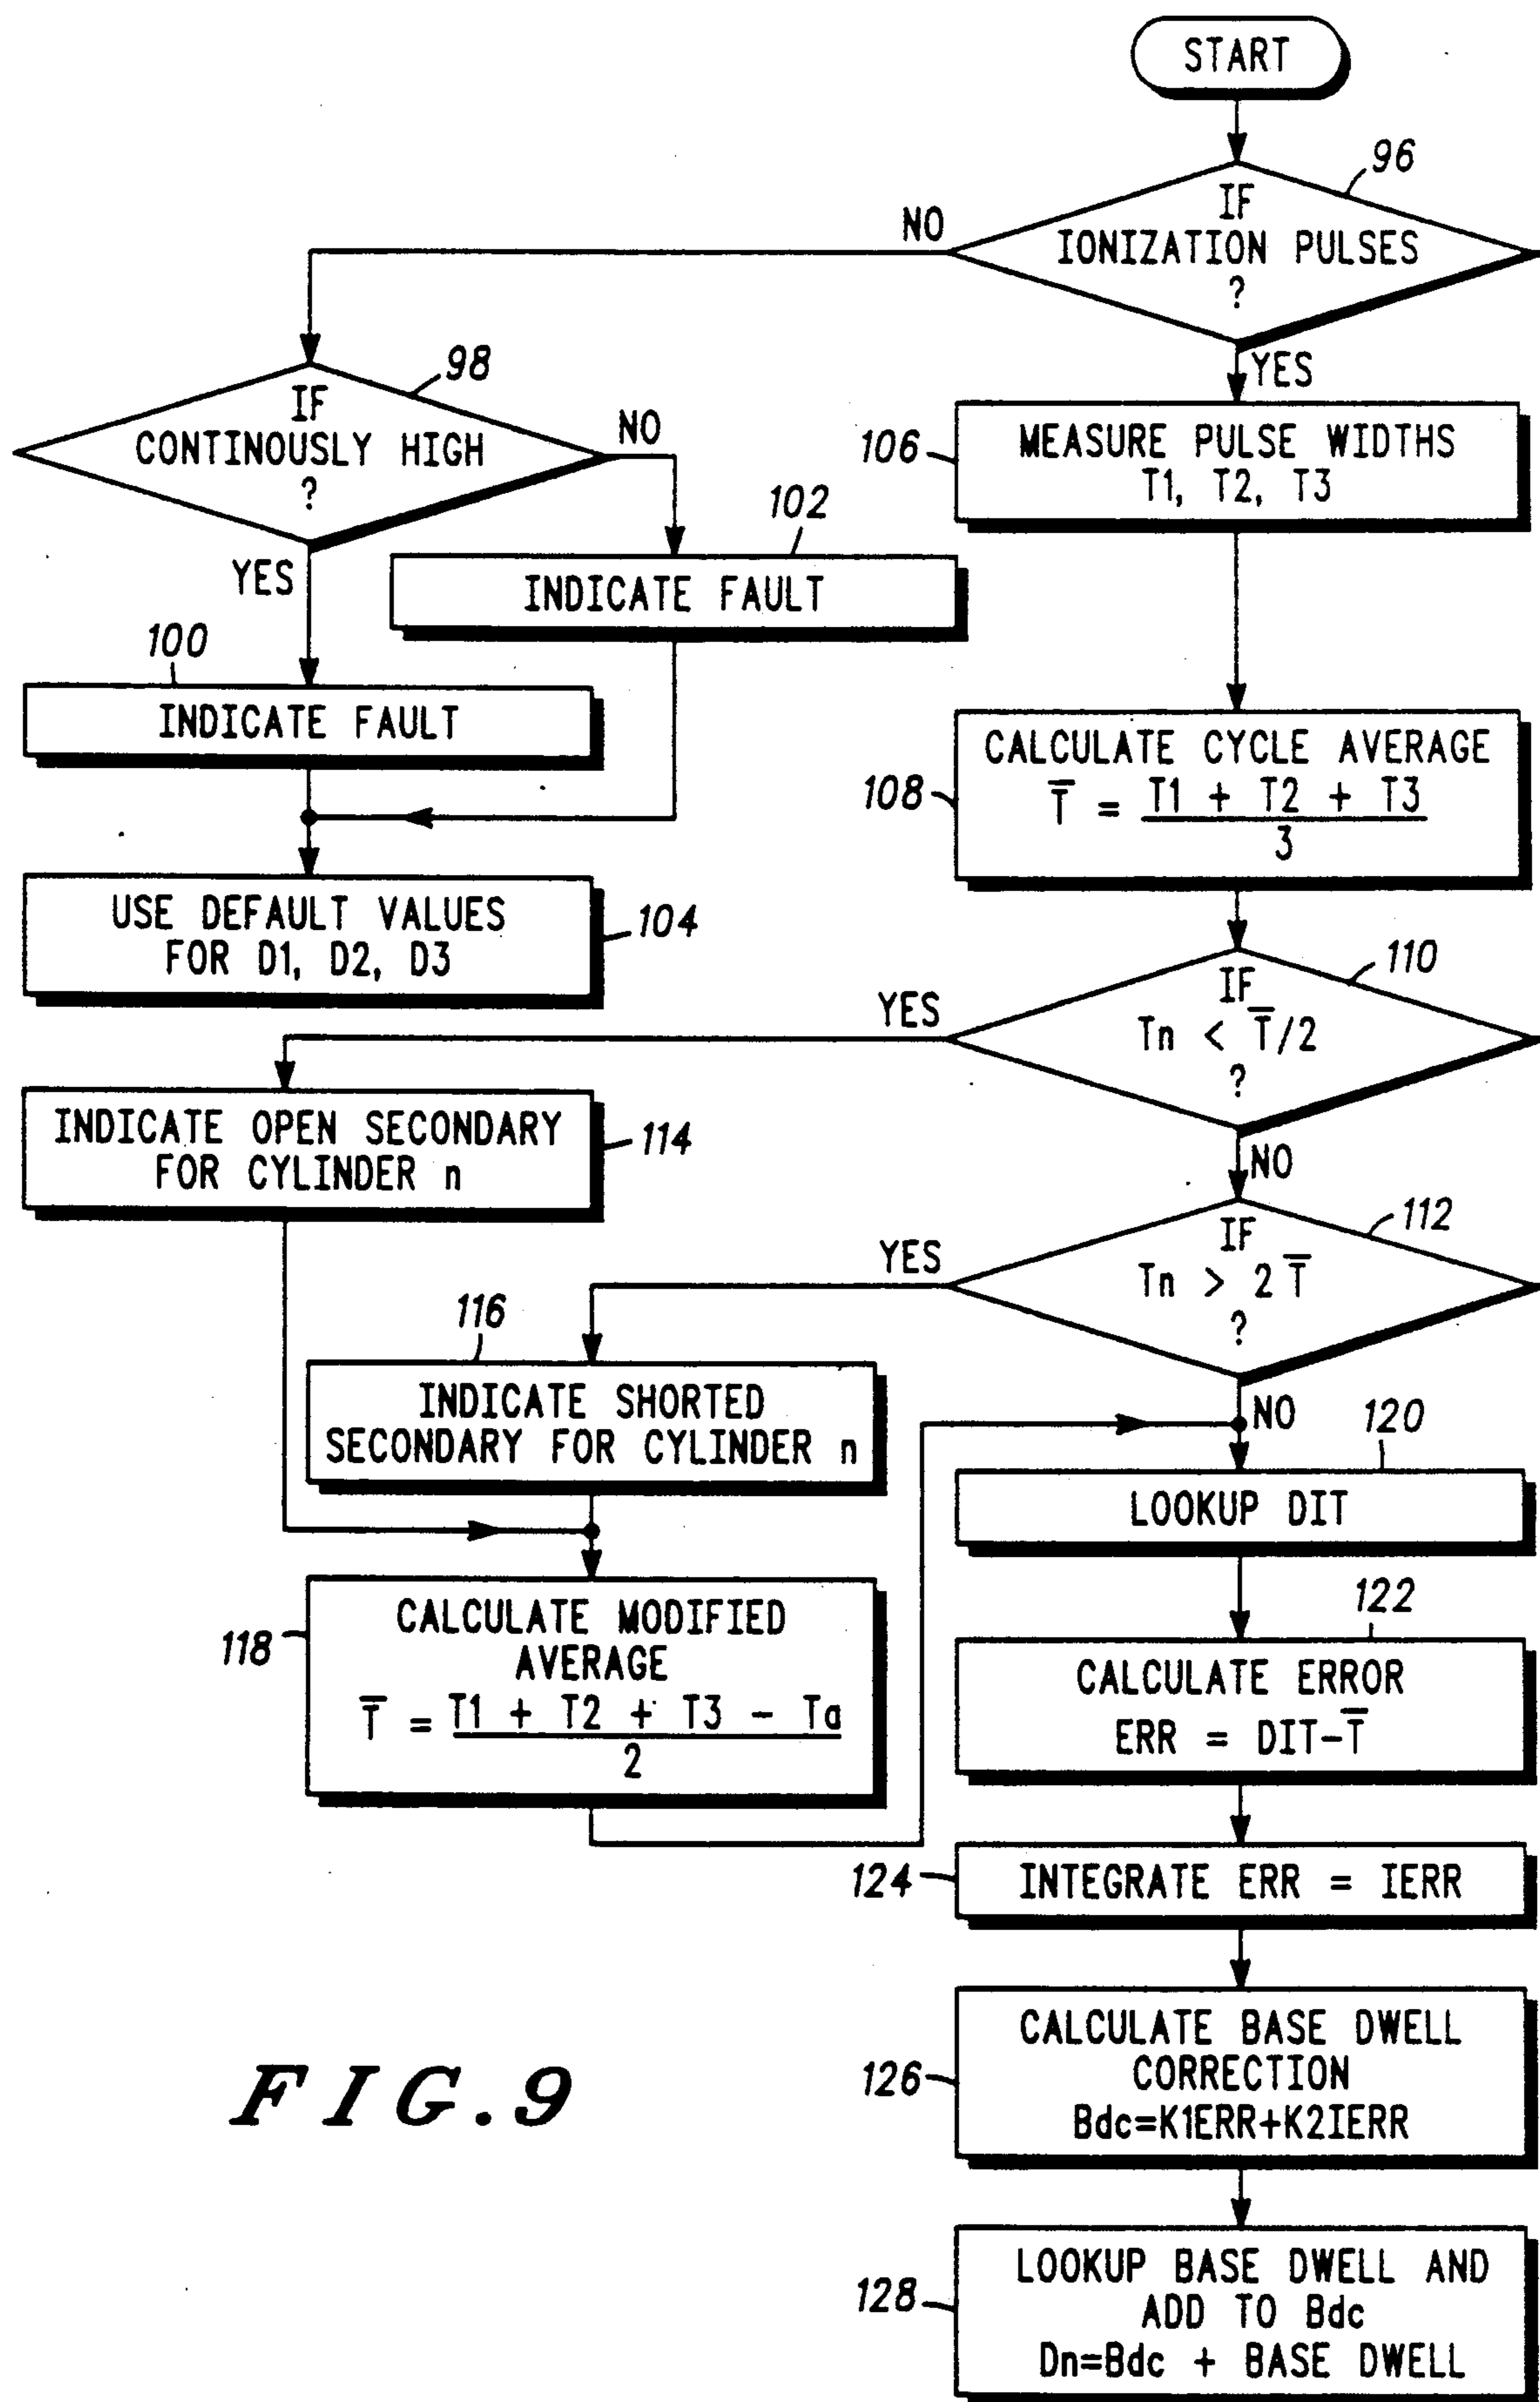 START
96
IF
IONIZATION PULSES
?
NO
YES
98
IF
CONTINOUSLY HIGH
?
NO
YES
102
INDICATE FAULT
100
INDICATE FAULT
USE DEFAULT VALUES
FOR D1, D2, D3
104
106
MEASURE PULSE WIDTHS
T1, T2, T3
108
CALCULATE CYCLE AVERAGE
T̅ = T1 + T2 + T3
3
110
IF
Tn < T̅/2
?
YES
NO
INDICATE OPEN SECONDARY
FOR CYLINDER n
114
112
IF
Tn > 2 T̅
?
YES
NO
116
INDICATE SHORTED
SECONDARY FOR CYLINDER n
118
CALCULATE MODIFIED
AVERAGE
T̅ = T1 + T2 + T3 - Ta
2
120
LOOKUP DIT
122
CALCULATE ERROR
ERR = DIT-T̅
124
INTEGRATE ERR = IERR
126
CALCULATE BASE DWELL
CORRECTION
Bdc=K1ERR+K2IERR
128
LOOKUP BASE DWELL AND
ADD TO Bdc
Dn=Bdc + BASE DWELL
FIG.9